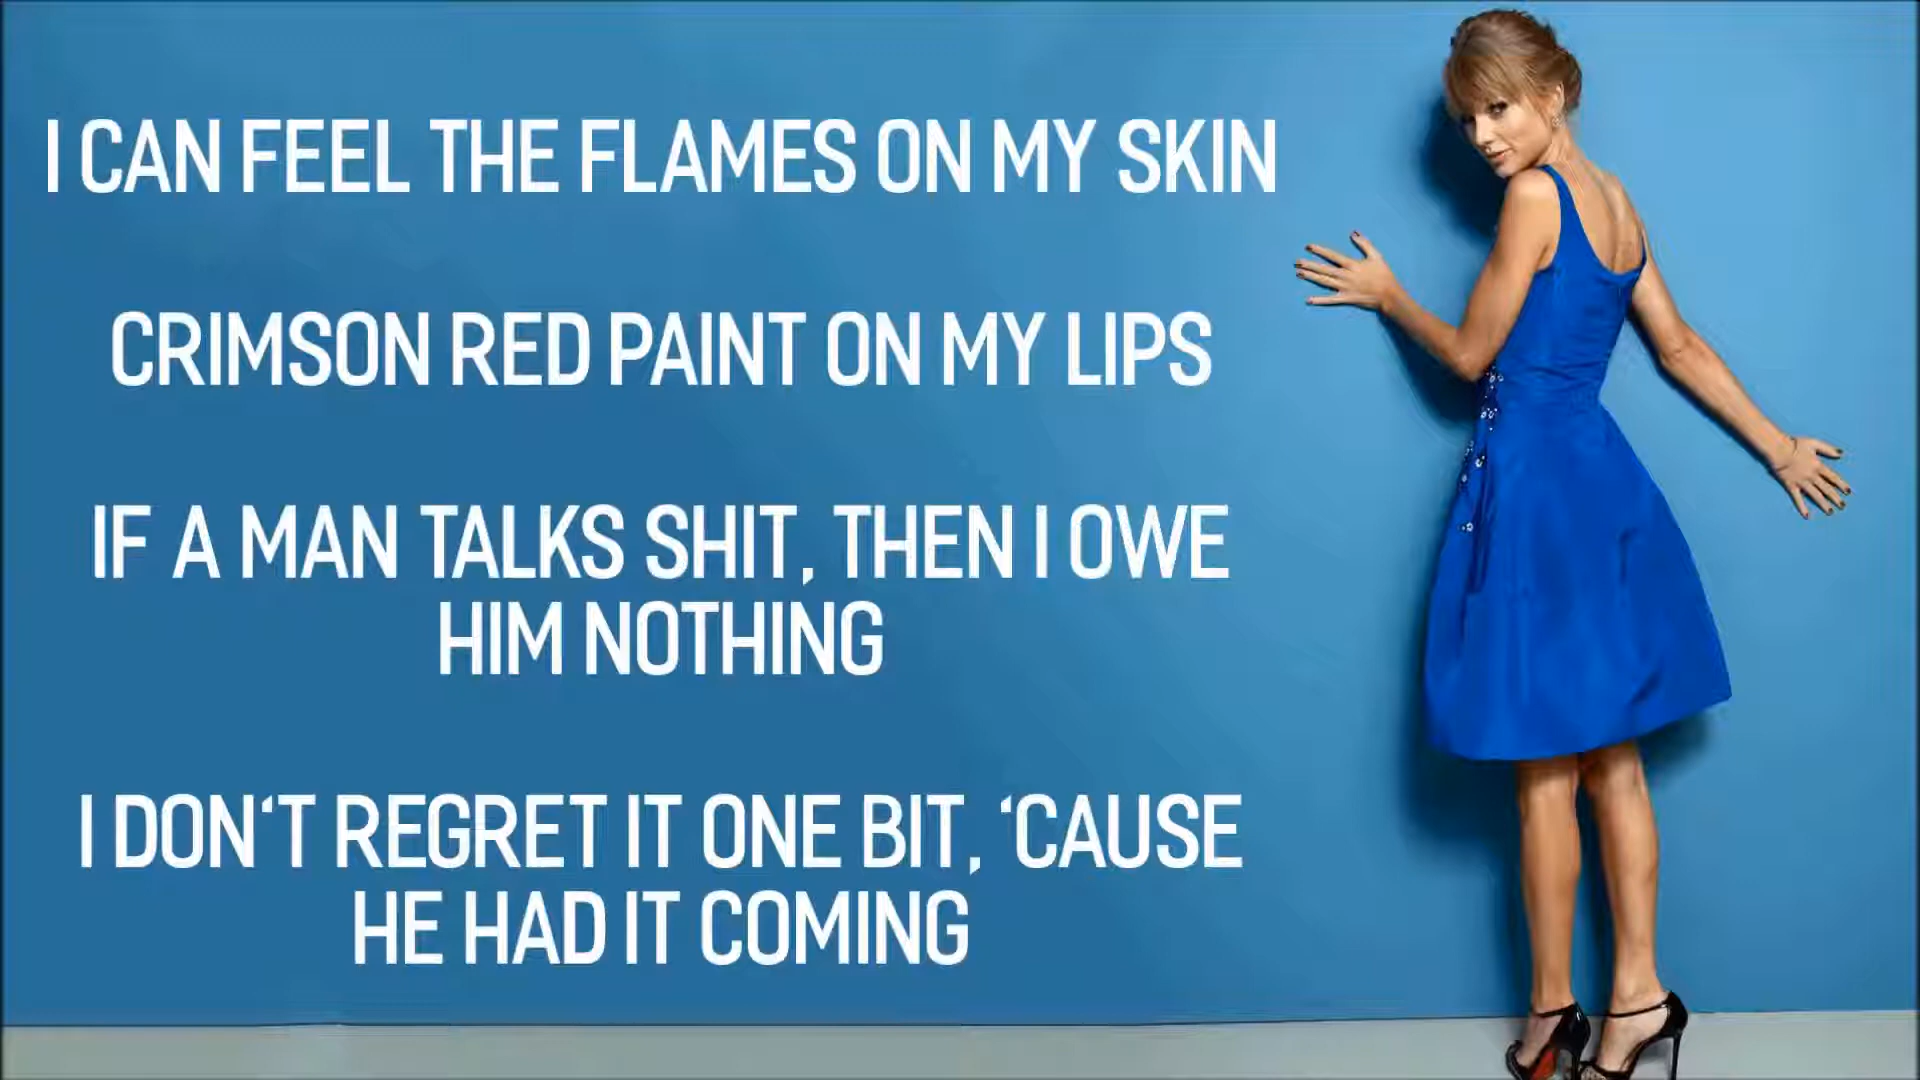 I CAN FEEL THE FLAMES ON MY SKIN
CRIMSON RED PAINT ON MY LIPS
IF A MAN TALKS SHIT, THEN I OWE
HIM NOTHING
I DON‘T REGRET IT ONE BIT, ‘CAUSE
HE HAD IT COMING